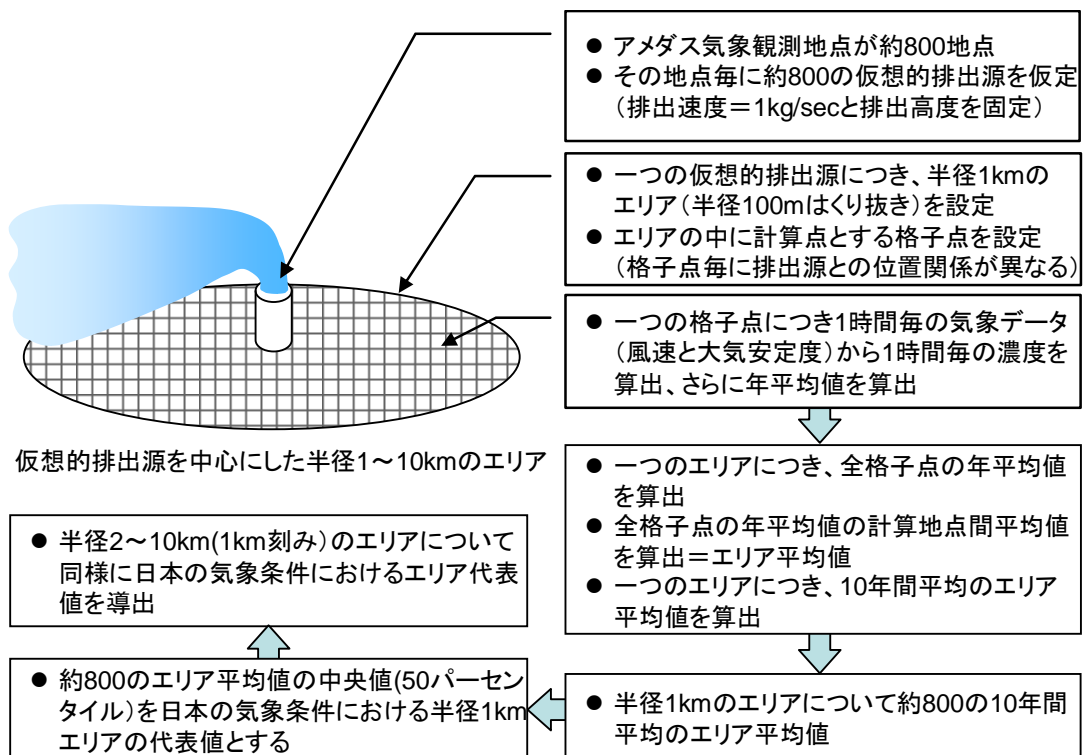 ● アメダス気象観測地点が約800地点
● その地点毎に約800の仮想的排出源を仮定
（排出速度＝1kg/secと排出高度を固定）
● 一つの仮想的排出源につき、半径1kmの
エリア（半径100mはくり抜き）を設定
● エリアの中に計算点とする格子点を設定
（格子点毎に排出源との位置関係が異なる）
● 一つの格子点につき1時間毎の気象データ
（風速と大気安定度）から1時間毎の濃度を
算出、さらに年平均値を算出
仮想的排出源を中心にした半径1～10kmのエリア
● 一つのエリアにつき、全格子点の年平均値
を算出
● 全格子点の年平均値の計算地点間平均値
を算出＝エリア平均値
● 一つのエリアにつき、10年間平均のエリア
平均値を算出
● 半径1kmのエリアについて約800の10年間
平均のエリア平均値
● 約800のエリア平均値の中央値(50パーセン
タイル）を日本の気象条件における半径1km
エリアの代表値とする
● 半径2～10km(1km刻み）のエリアについて
同様に日本の気象条件におけるエリア代表
値を導出